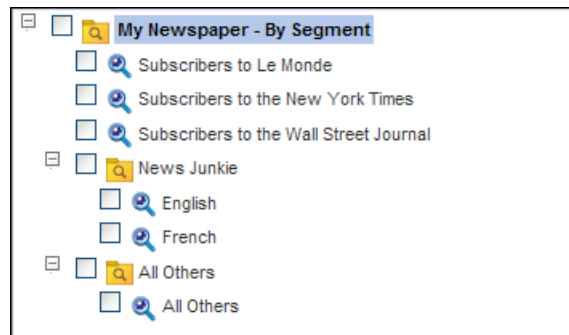 My Newspaper - By Segment
Subscribers to Le Monde
Subscribers to the New York Times
Subscribers to the Wall Street Journal
News Junkie
English
French
All Others
All Others